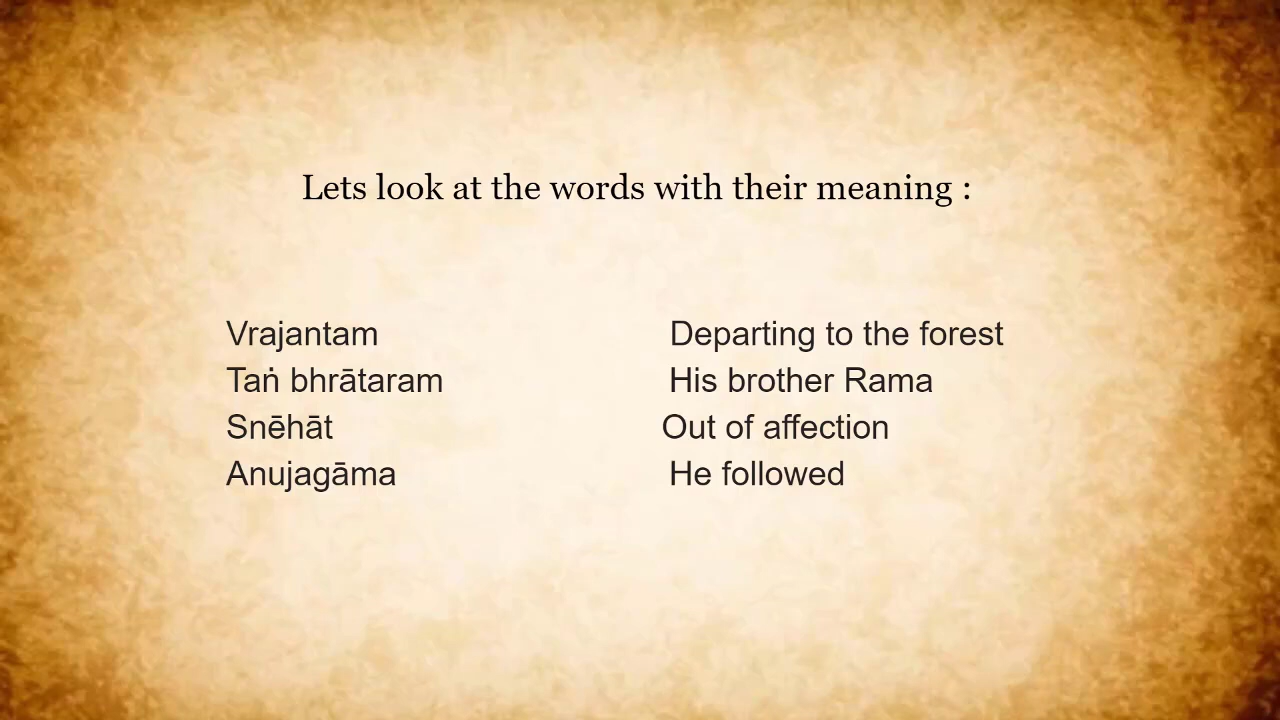 Lets look at the words with their meaning :
Vrajantam Departing to the forest
Taṅ bhrātaram His brother Rama
Snēhāt Out of affection
Anujagāma He followed